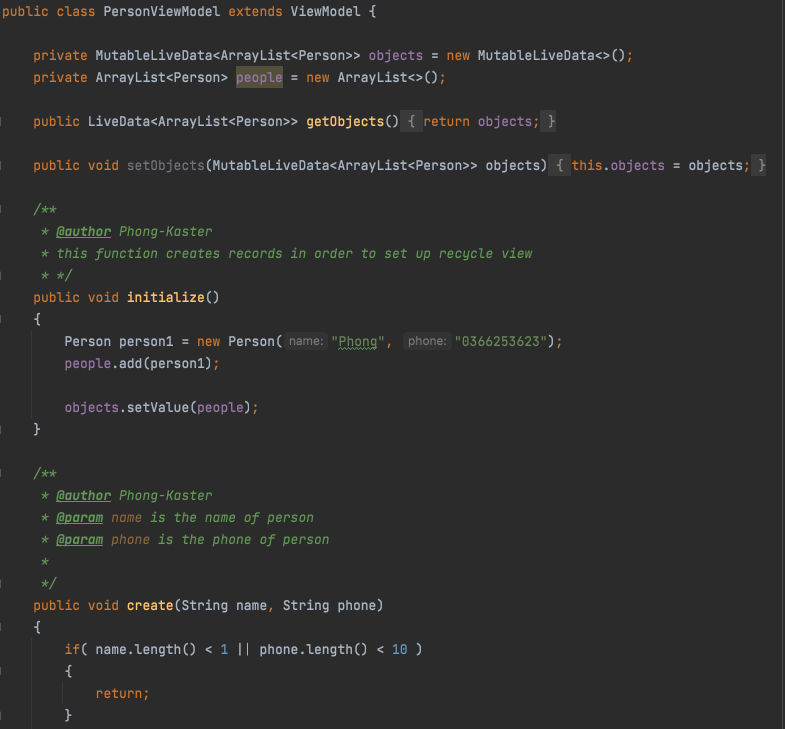 public class PersonViewModel extends ViewModel {
private MutableLiveData<ArrayList<Person>> objects = new MutableLiveData<>();
private ArrayList<Person> people = new ArrayList<>();
public LiveData<ArrayList<Person>> getObjects() { return objects; }
public void setObjects(MutableLiveData<ArrayList<Person>> objects) { this.objects = objects; }
/**
* @author Phong-Kaster
* this function creates records in order to set up recycle view
* */
public void initialize()
{
Person person1 = new Person( name: "Phong", phone: "0366253623");
people.add(person1);
objects.setValue(people);
}
/**
* @author Phong-Kaster
* @param name is the name of person
* @param phone is the phone of person
*
*/
public void create(String name, String phone)
{
if( name.length() < 1 || phone.length() < 10 )
{
return;
}